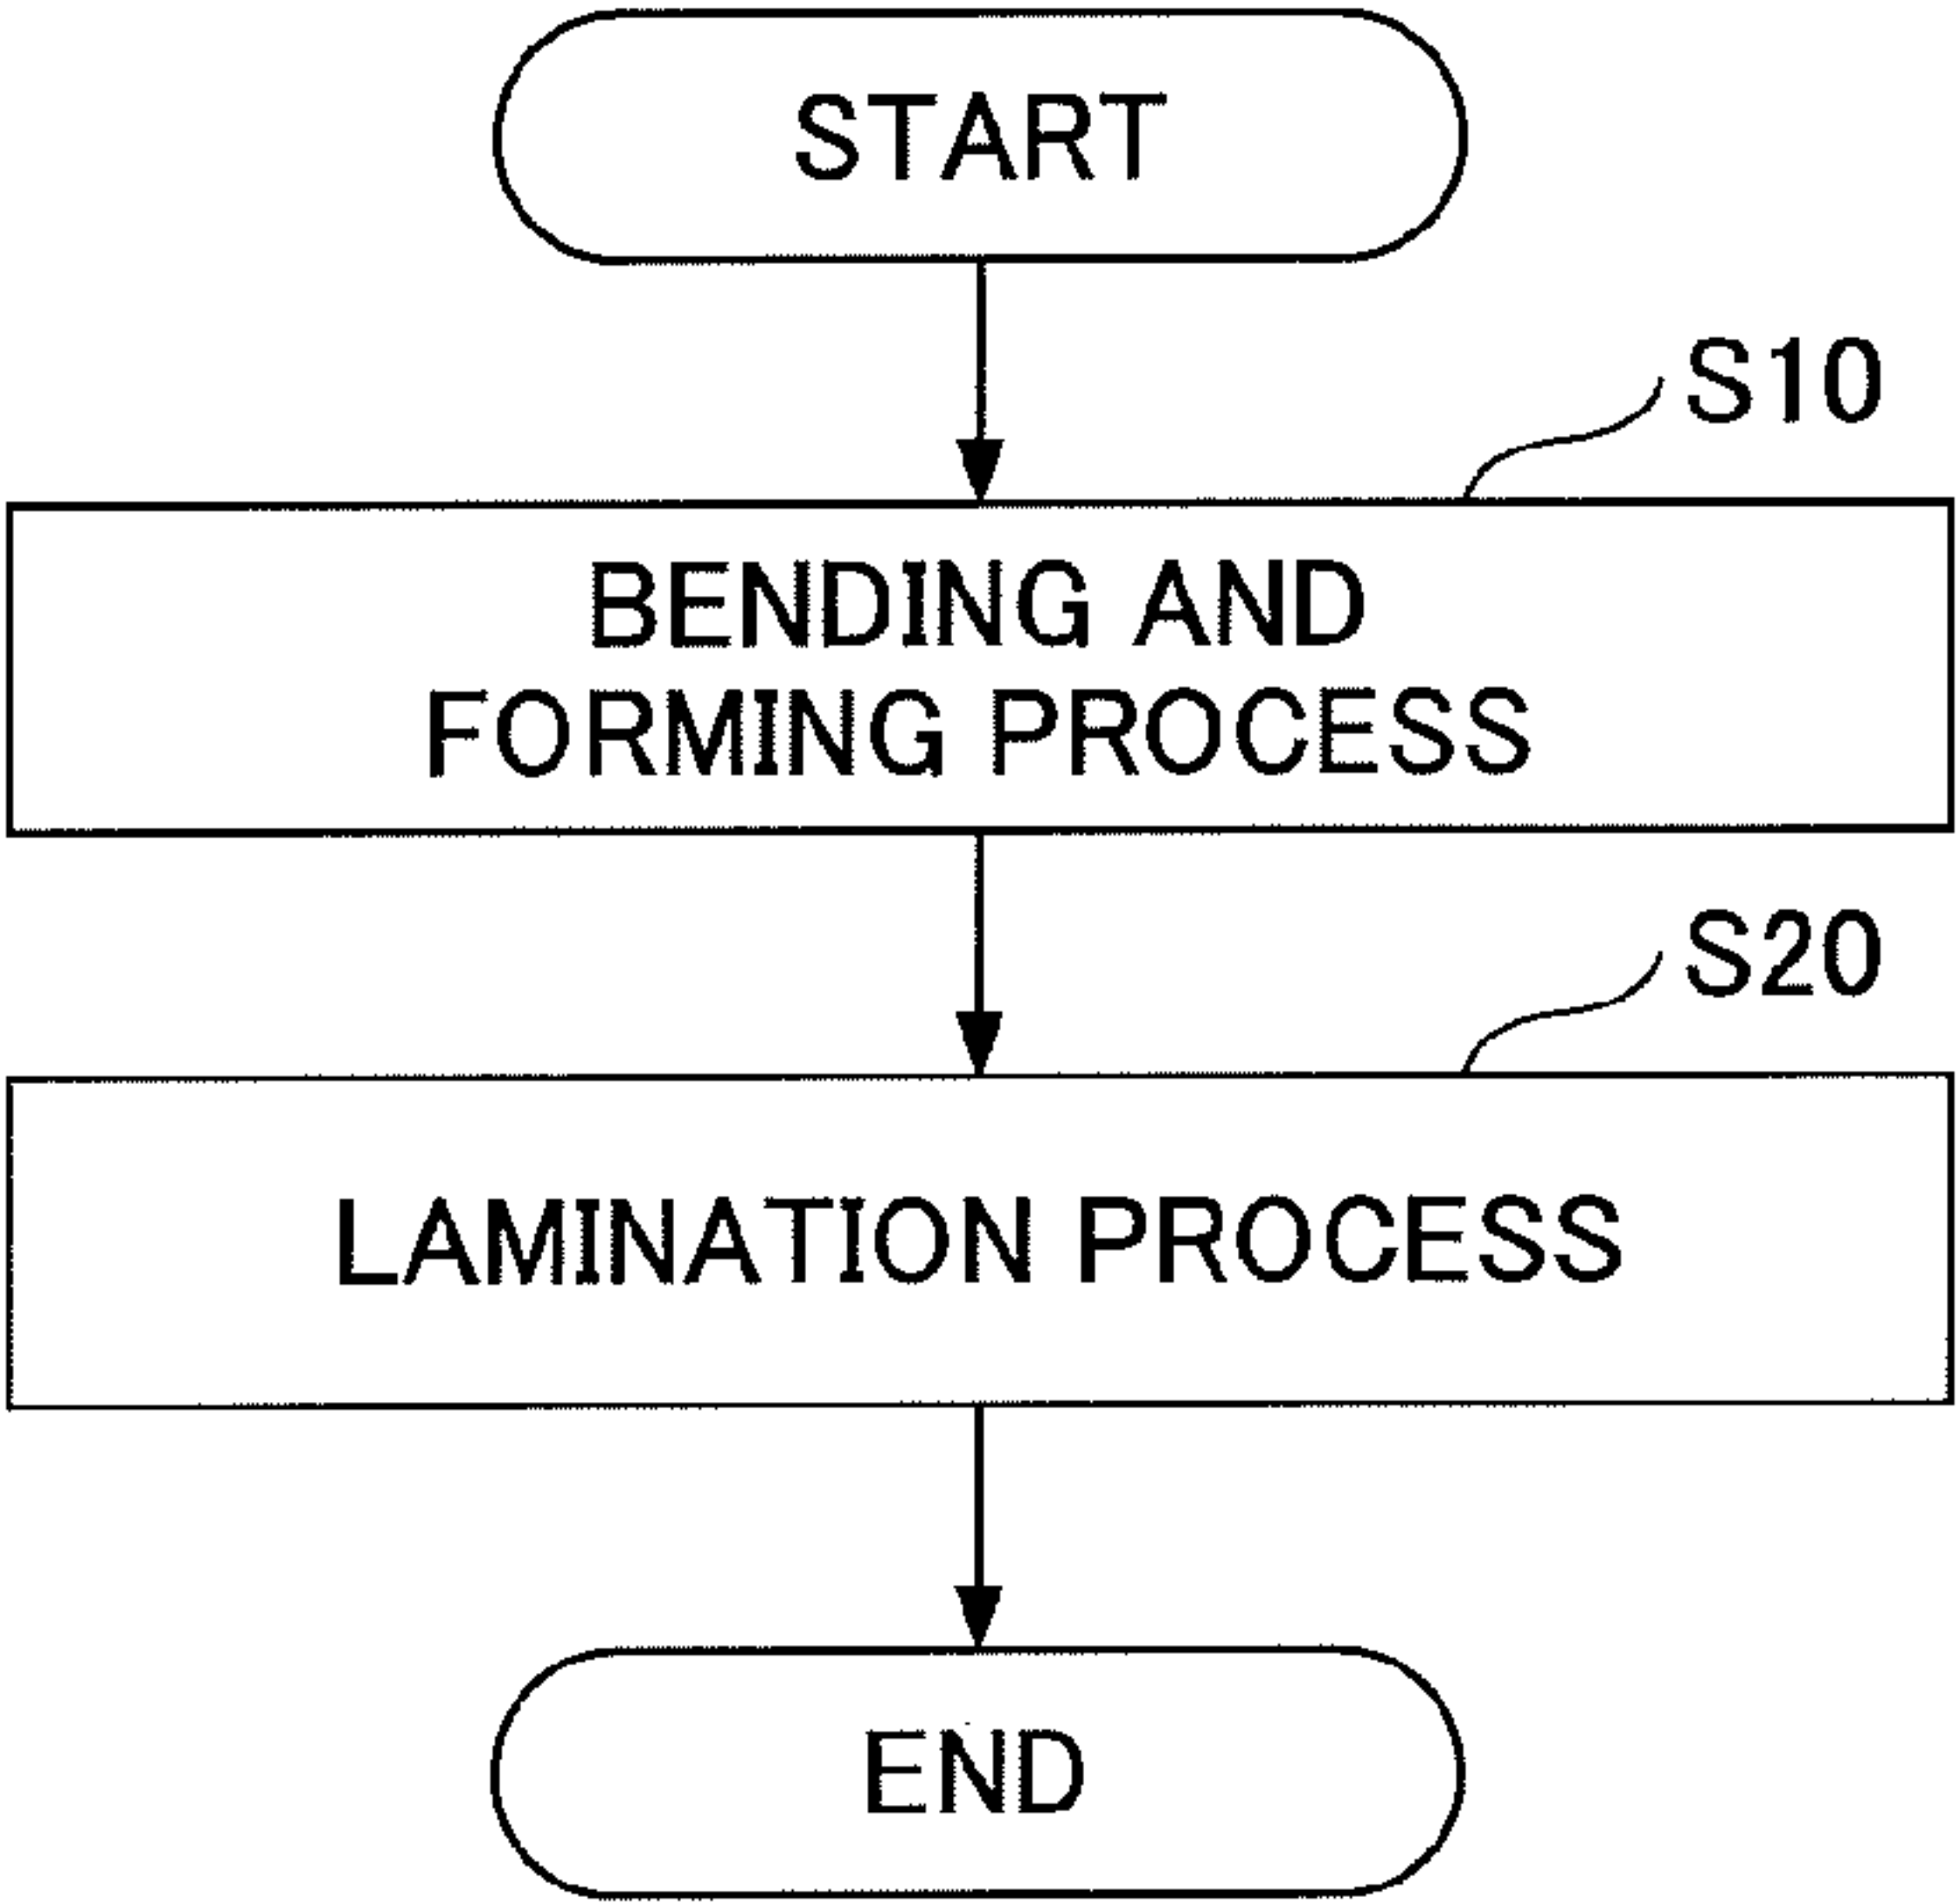 START
S10
BENDING AND
FORMING PROCESS
S20
LAMINATION PROCESS
END